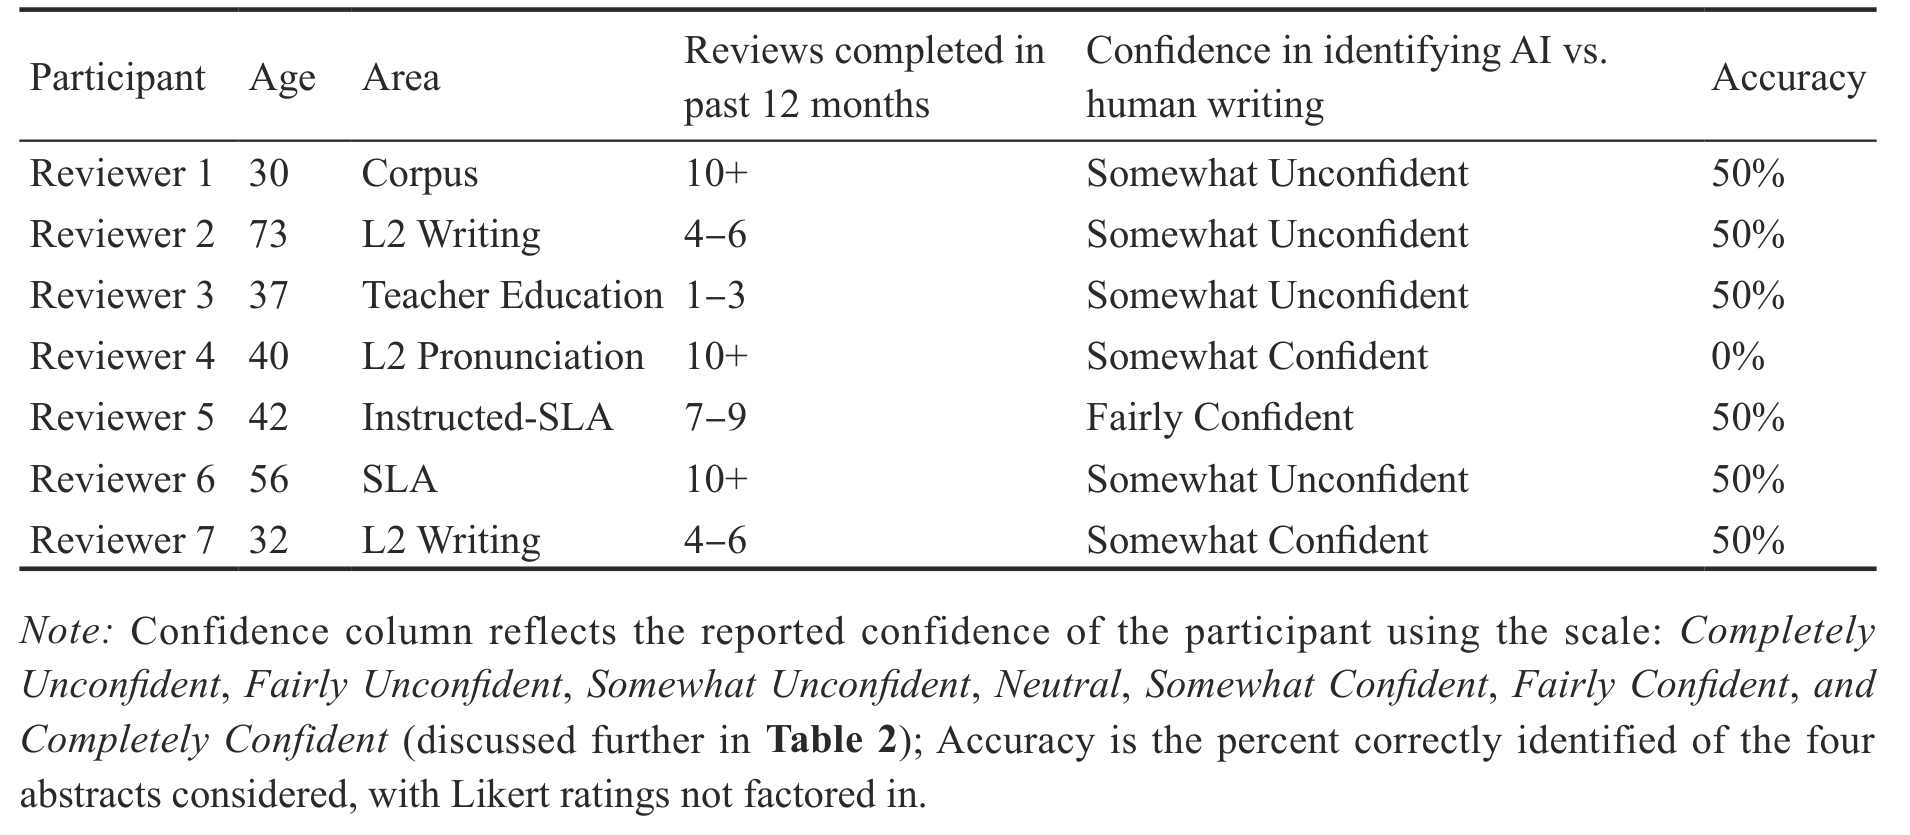 Participant Age Area Reviews completed in past 12 months Confidence in identifying AI vs. human writing Accuracy
Reviewer 1 30 Corpus 10+ Somewhat Unconfident 50%
Reviewer 2 73 L2 Writing 4–6 Somewhat Unconfident 50%
Reviewer 3 37 Teacher Education 1–3 Somewhat Unconfident 50%
Reviewer 4 40 L2 Pronunciation 10+ Somewhat Confident 0%
Reviewer 5 42 Instructed-SLA 7–9 Fairly Confident 50%
Reviewer 6 56 SLA 10+ Somewhat Unconfident 50%
Reviewer 7 32 L2 Writing 4–6 Somewhat Confident 50%
Note: Confidence column reflects the reported confidence of the participant using the scale: Completely
Unconfident, Fairly Unconfident, Somewhat Unconfident, Neutral, Somewhat Confident, Fairly Confident, and
Completely Confident (discussed further in Table 2); Accuracy is the percent correctly identified of the four
abstracts considered, with Likert ratings not factored in.